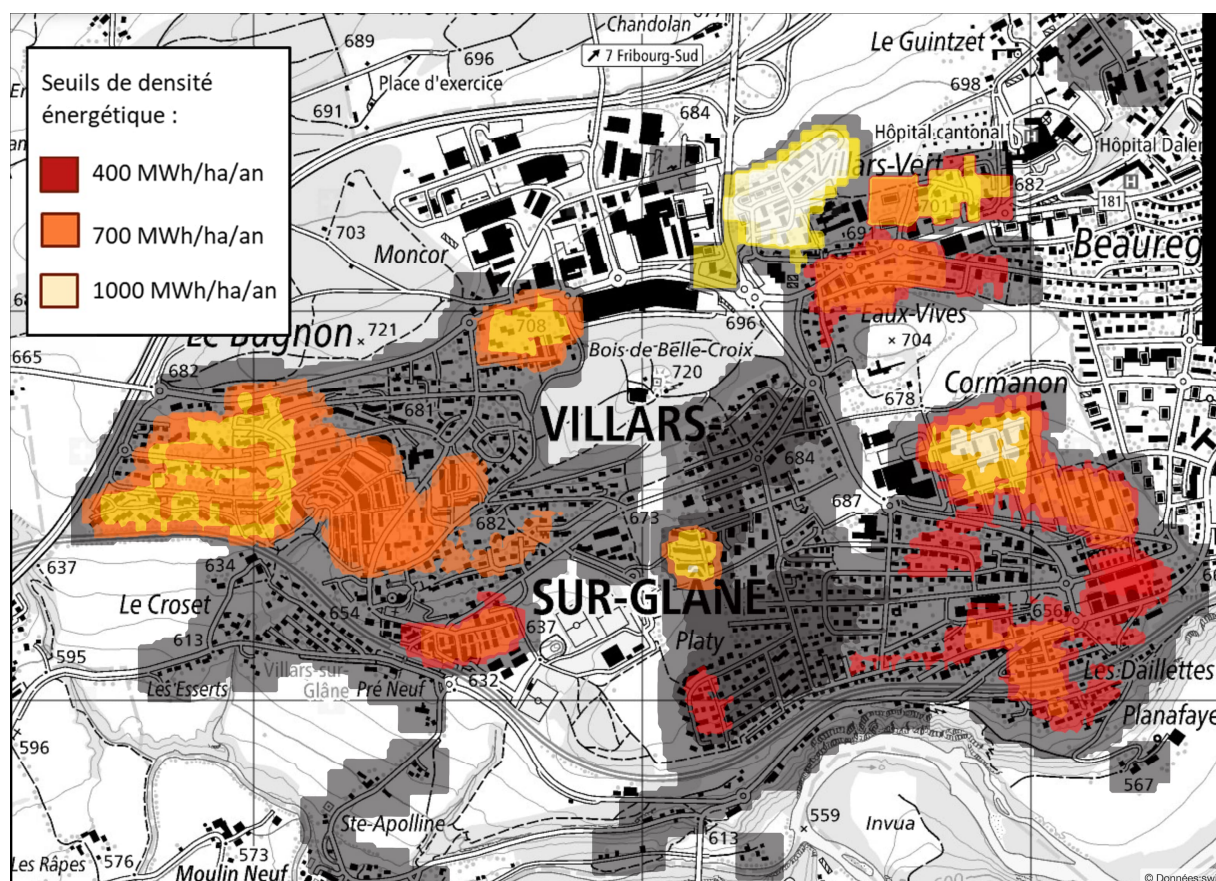 Chandolan
689
696
7 Fribourg-Sud
Le Guintzet
Place d'exercice
698
691
684
Seuils de densité
énergétique :
400 MWh/ha/an
700 MWh/ha/an
1000 MWh/ha/an
Hôpital cantonal
Villars-Vert
682
701
181
703
Moncor
Eaux-Vives
704
708
696
721
Bois-de-Belle-Croix
720
665
682
681
678
Cormanon
VILLARS-
684
687
682
673
637
634
SUR-GLÂNE
Le Croset
654
656
613
637
Platy
595
Villars-sur-
Glâne
Les Esserts
Pré Neuf
632
Les Daillettes
Planafaye
596
567
559
Invua
Ste-Apolline
613
Les Râpes
576
573
Moulin Neuf